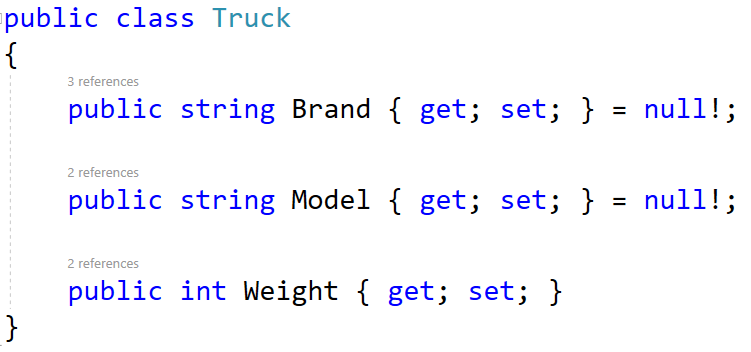 public class Truck
{
3 references
public string Brand { get; set; } = null!;
2 references
public string Model { get; set; } = null!;
2 references
public int Weight { get; set; }
}